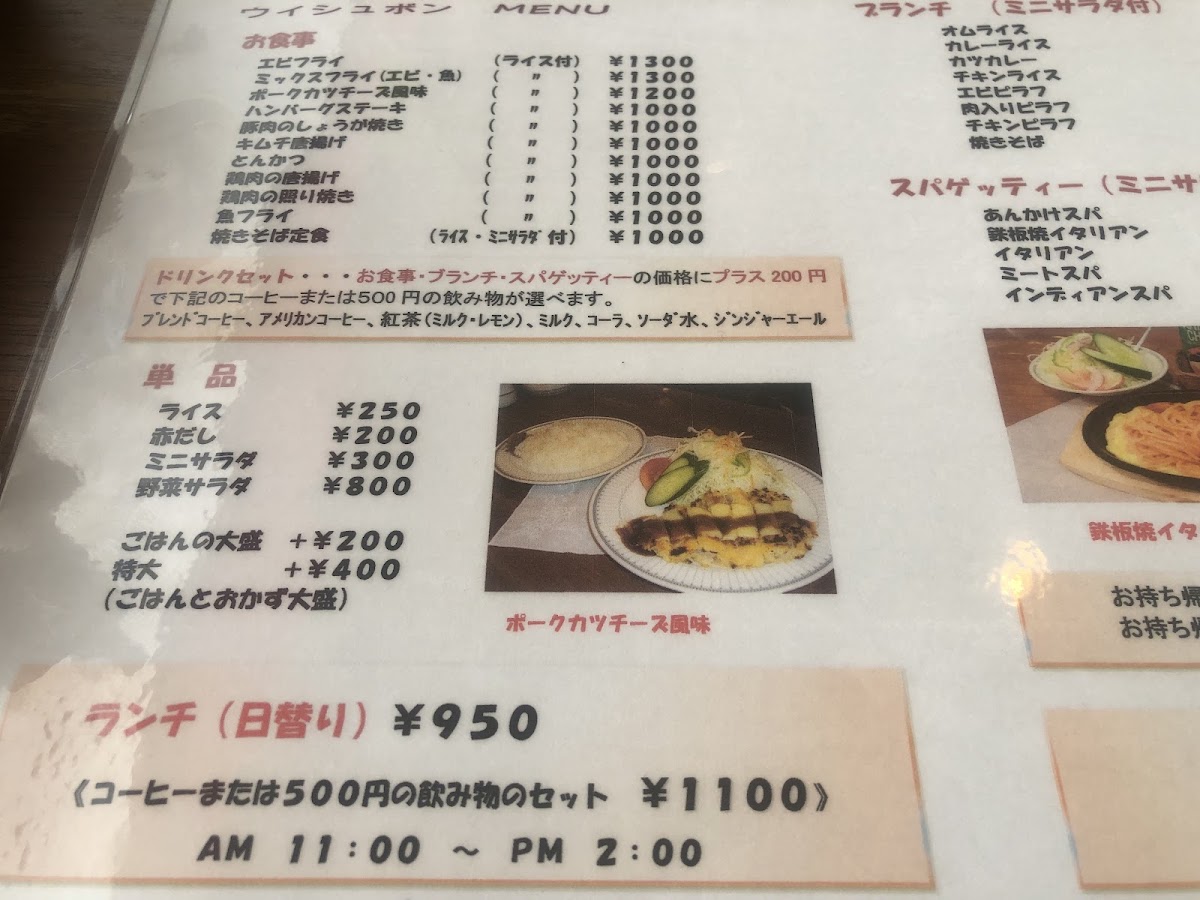 ウイシュボン MENU
お食事
エビフライ (ライス付) ¥1300
ミックスフライ(エビ・魚) ( 〃 ) ¥1300
ポークカツチーズ風味 ( 〃 ) ¥1200
ハンバーグステーキ ( 〃 ) ¥1000
豚肉のしょうが焼き ( 〃 ) ¥1000
キムチ唐揚げ ( 〃 ) ¥1000
とんかつ ( 〃 ) ¥1000
鶏肉の唐揚げ ( 〃 ) ¥1000
鶏肉の照り焼き ( 〃 ) ¥1000
魚フライ ( 〃 ) ¥1000
焼きそば定食 (ライス・ミニサラダ付) ¥1000
ドリンクセット・・・お食事・ブランチ・スパゲッティーの価格にプラス200円
で下記のコーヒーまたは500円の飲み物が選べます。
ブレンドコーヒー、アメリカンコーヒー、紅茶(ミルク・レモン)、ミルク、コーラ、ソーダ水、ジンジャーエール
単品
ライス ¥250
赤だし ¥200
ミニサラダ ¥300
野菜サラダ ¥800
ごはんの大盛 +¥200
特大 +¥400
(ごはんとおかず大盛)
ポークカツチーズ風味
ランチ(日替り) ¥950
《コーヒーまたは500円の飲み物のセット ¥1100》
AM 11:00 ~ PM 2:00
ブランチ (ミニサラダ付)
オムライス
カレーライス
カツカレー
チキンライス
エビピラフ
肉入りピラフ
チキンピラフ
焼きそば
スパゲッティー(ミニサ
あんかけスパ
鉄板焼イタリアン
イタリアン
ミートスパ
インディアンスパ
鉄板焼イタ
お持ち帰
お持ち帰